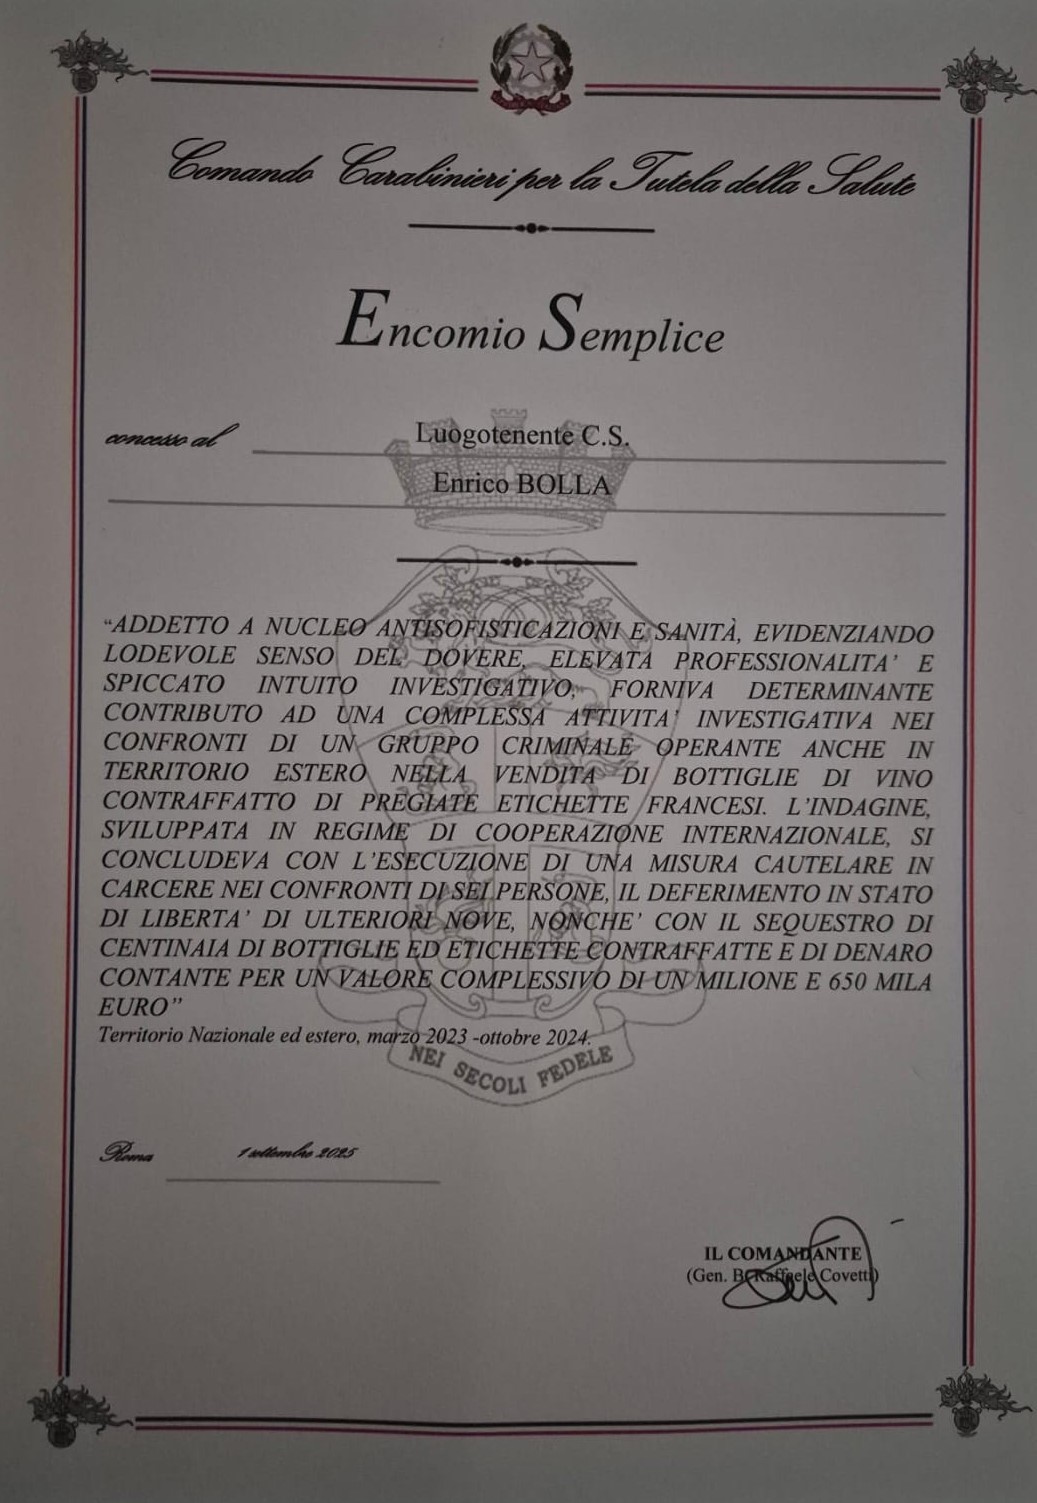 Comando Carabinieri per la Tutela della Salute
Encomio Semplice
concesso al Luogotenente C.S.
Enrico BOLLA
“ADDETTO A NUCLEO ANTISOFISTICAZIONI E SANITÀ, EVIDENZIANDO
LODEVOLE SENSO DEL DOVERE, ELEVATA PROFESSIONALITA’ E
SPICCATO INTUITO INVESTIGATIVO, FORNIVA DETERMINANTE
CONTRIBUTO AD UNA COMPLESSA ATTIVITA’ INVESTIGATIVA NEI
CONFRONTI DI UN GRUPPO CRIMINALE OPERANTE ANCHE IN
TERRITORIO ESTERO NELLA VENDITA DI BOTTIGLIE DI VINO
CONTRAFFATTO DI PREGIATE ETICHETTE FRANCESI. L’INDAGINE,
SVILUPPATA IN REGIME DI COOPERAZIONE INTERNAZIONALE, SI
CONCLUDEVA CON L’ESECUZIONE DI UNA MISURA CAUTELARE IN
CARCERE NEI CONFRONTI DI SEI PERSONE, IL DEFERIMENTO IN STATO
DI LIBERTA’ DI ULTERIORI NOVE, NONCHE’ CON IL SEQUESTRO DI
CENTINAIA DI BOTTIGLIE ED ETICHETTE CONTRAFFATTE E DI DENARO
CONTANTE PER UN VALORE COMPLESSIVO DI UN MILIONE E 650 MILA
EURO”
Territorio Nazionale ed estero, marzo 2023 -ottobre 2024.
NEI SECOLI FEDELE
Roma 1 settembre 2025
IL COMANDANTE
(Gen. B. Raffaele Covetti)